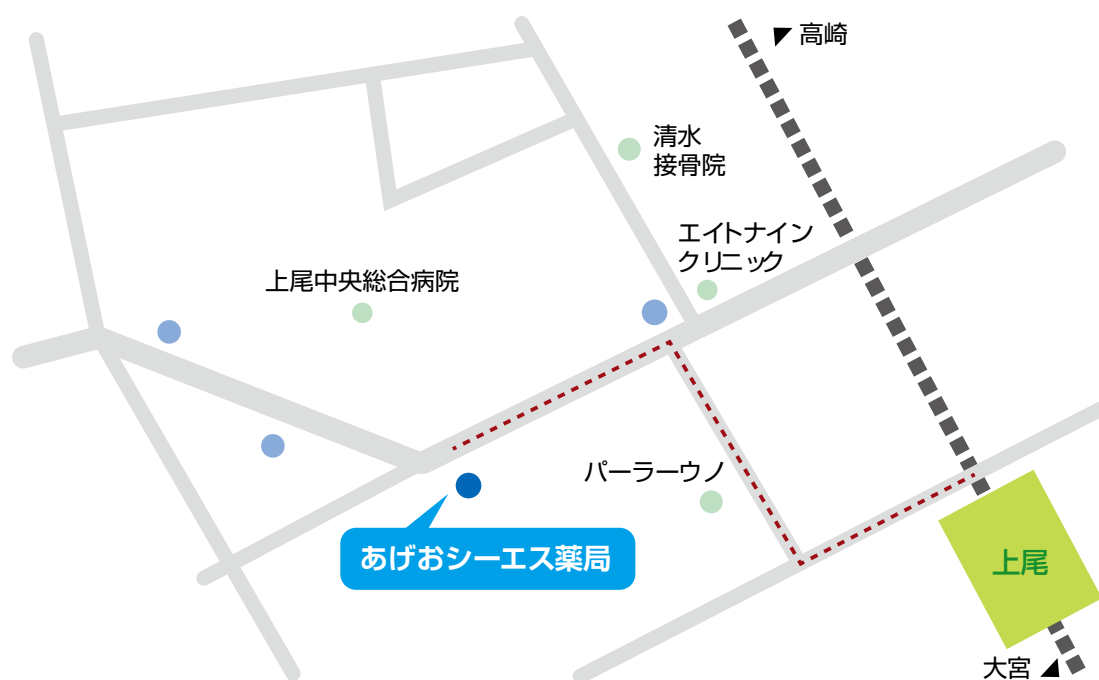 高崎
清水
接骨院
エイトナイン
クリニック
上尾中央総合病院
パーラーウノ
あげおシーエス薬局
上尾
大宮